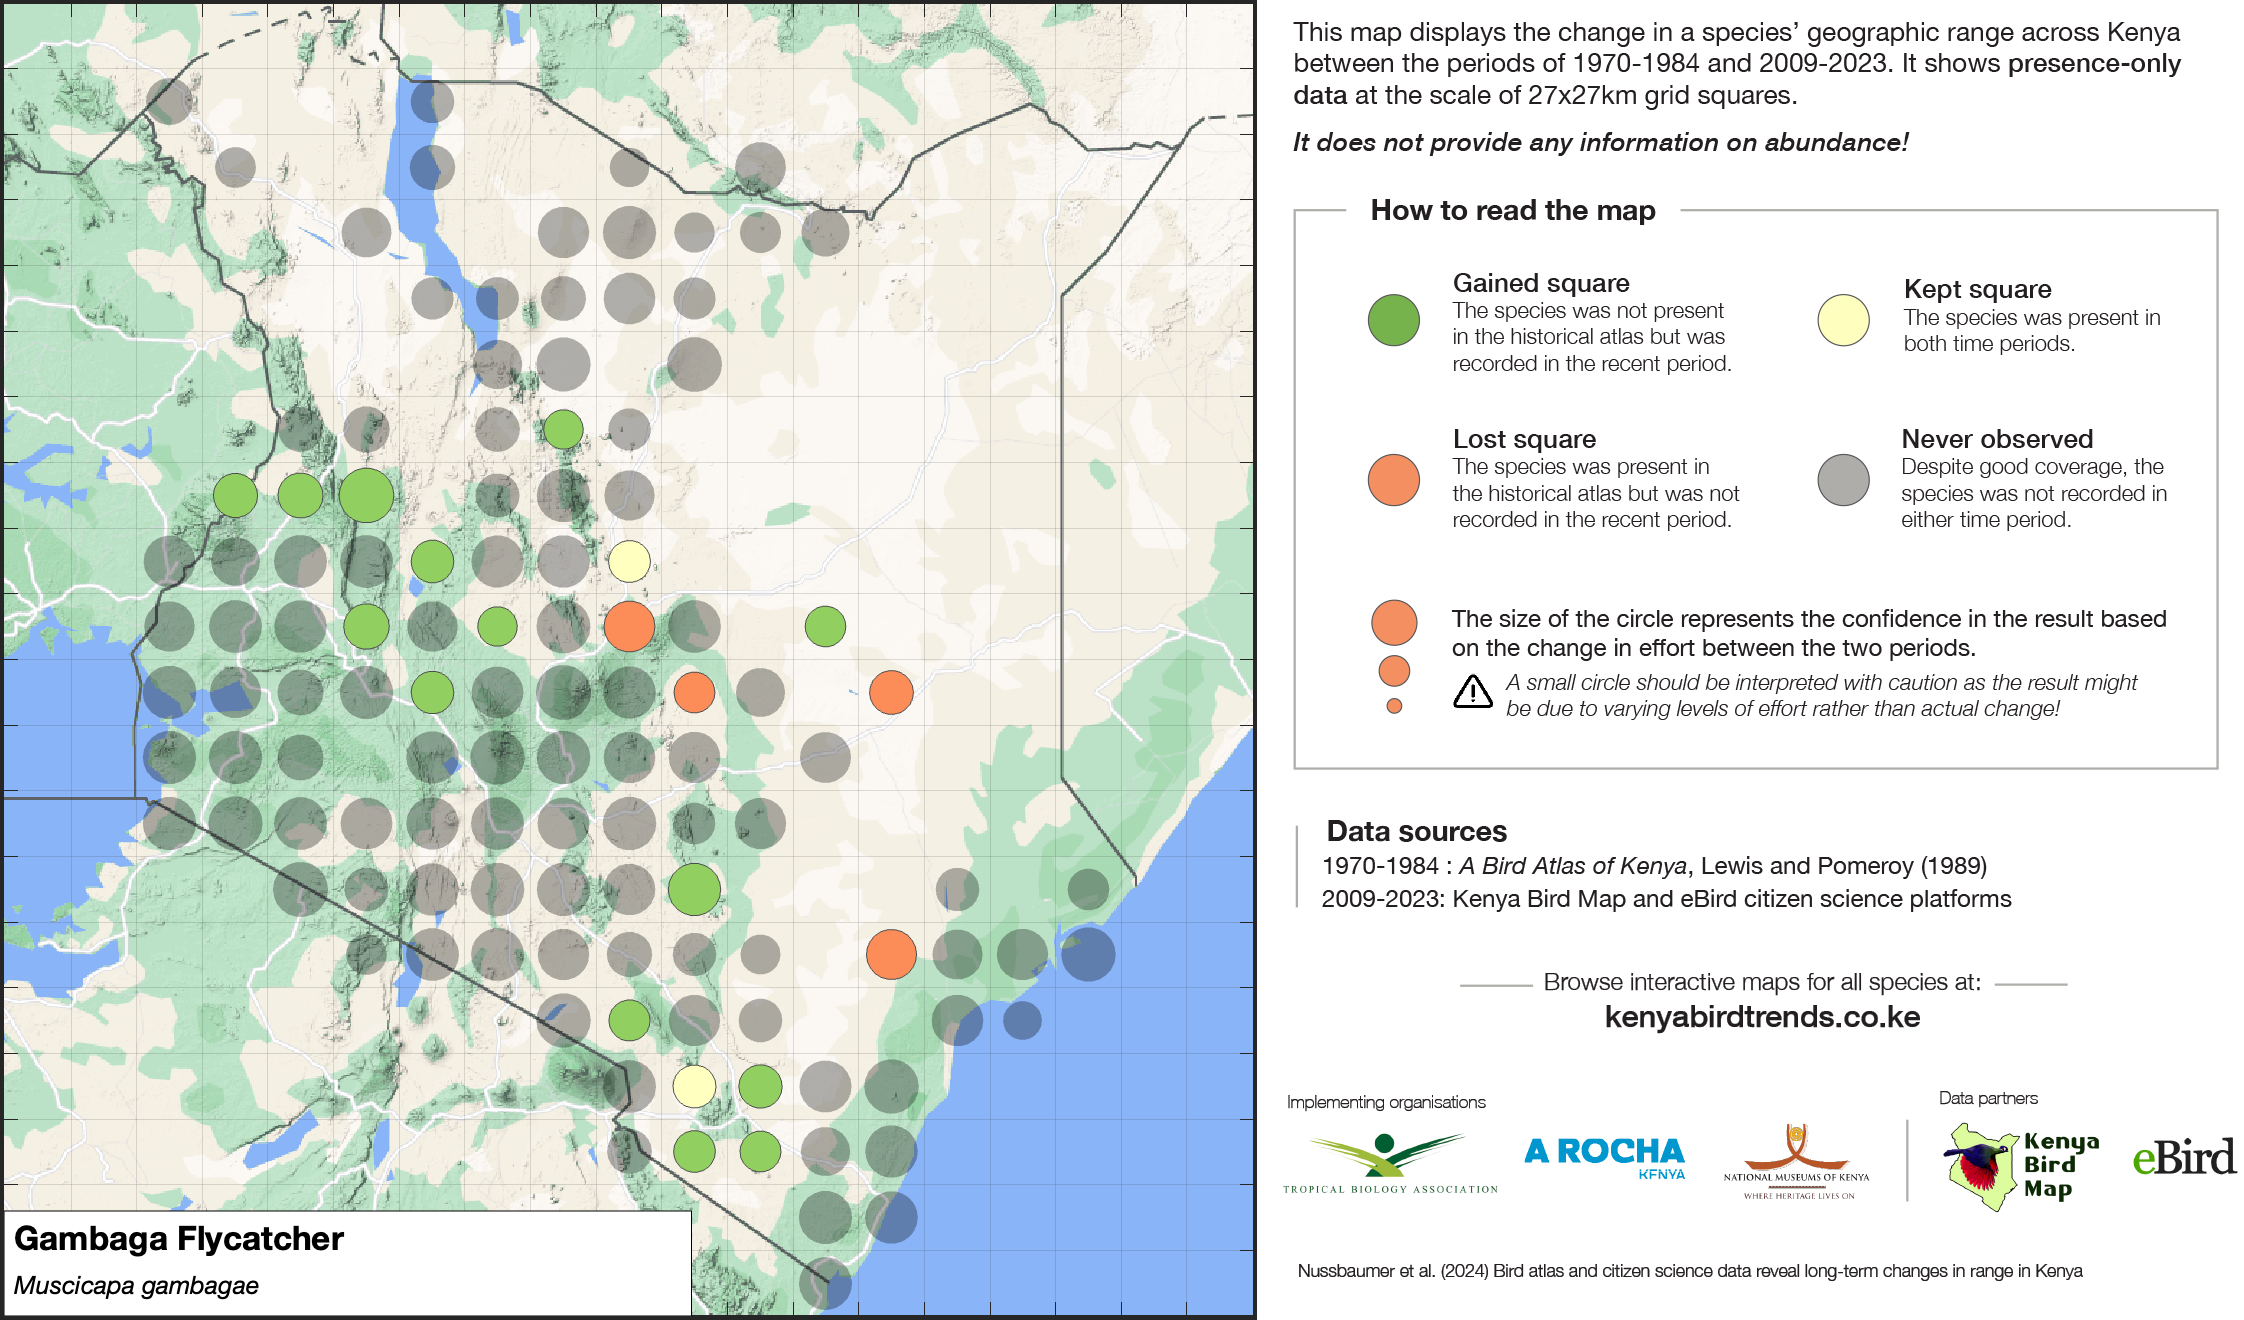 This map displays the change in a species’ geographic range across Kenya
between the periods of 1970-1984 and 2009-2023. It shows presence-only
data at the scale of 27x27km grid squares.
It does not provide any information on abundance!
How to read the map
Gained square
The species was not present
in the historical atlas but was
recorded in the recent period.
Kept square
The species was present in
both time periods.
Lost square
The species was present in
the historical atlas but was not
recorded in the recent period.
Never observed
Despite good coverage, the
species was not recorded in
either time period.
The size of the circle represents the confidence in the result based
on the change in effort between the two periods.
A small circle should be interpreted with caution as the result might
be due to varying levels of effort rather than actual change!
Data sources
1970-1984 : A Bird Atlas of Kenya, Lewis and Pomeroy (1989)
2009-2023: Kenya Bird Map and eBird citizen science platforms
Browse interactive maps for all species at:
kenyabirdtrends.co.ke
Implementing organisations
Data partners
TROPICAL BIOLOGY ASSOCIATION
A ROCHA
KENYA
NATIONAL MUSEUMS OF KENYA
WHERE HERITAGE LIVES ON
Kenya
Bird
Map
eBird
Gambaga Flycatcher
Muscicapa gambagae
Nussbaumer et al. (2024) Bird atlas and citizen science data reveal long-term changes in range in Kenya